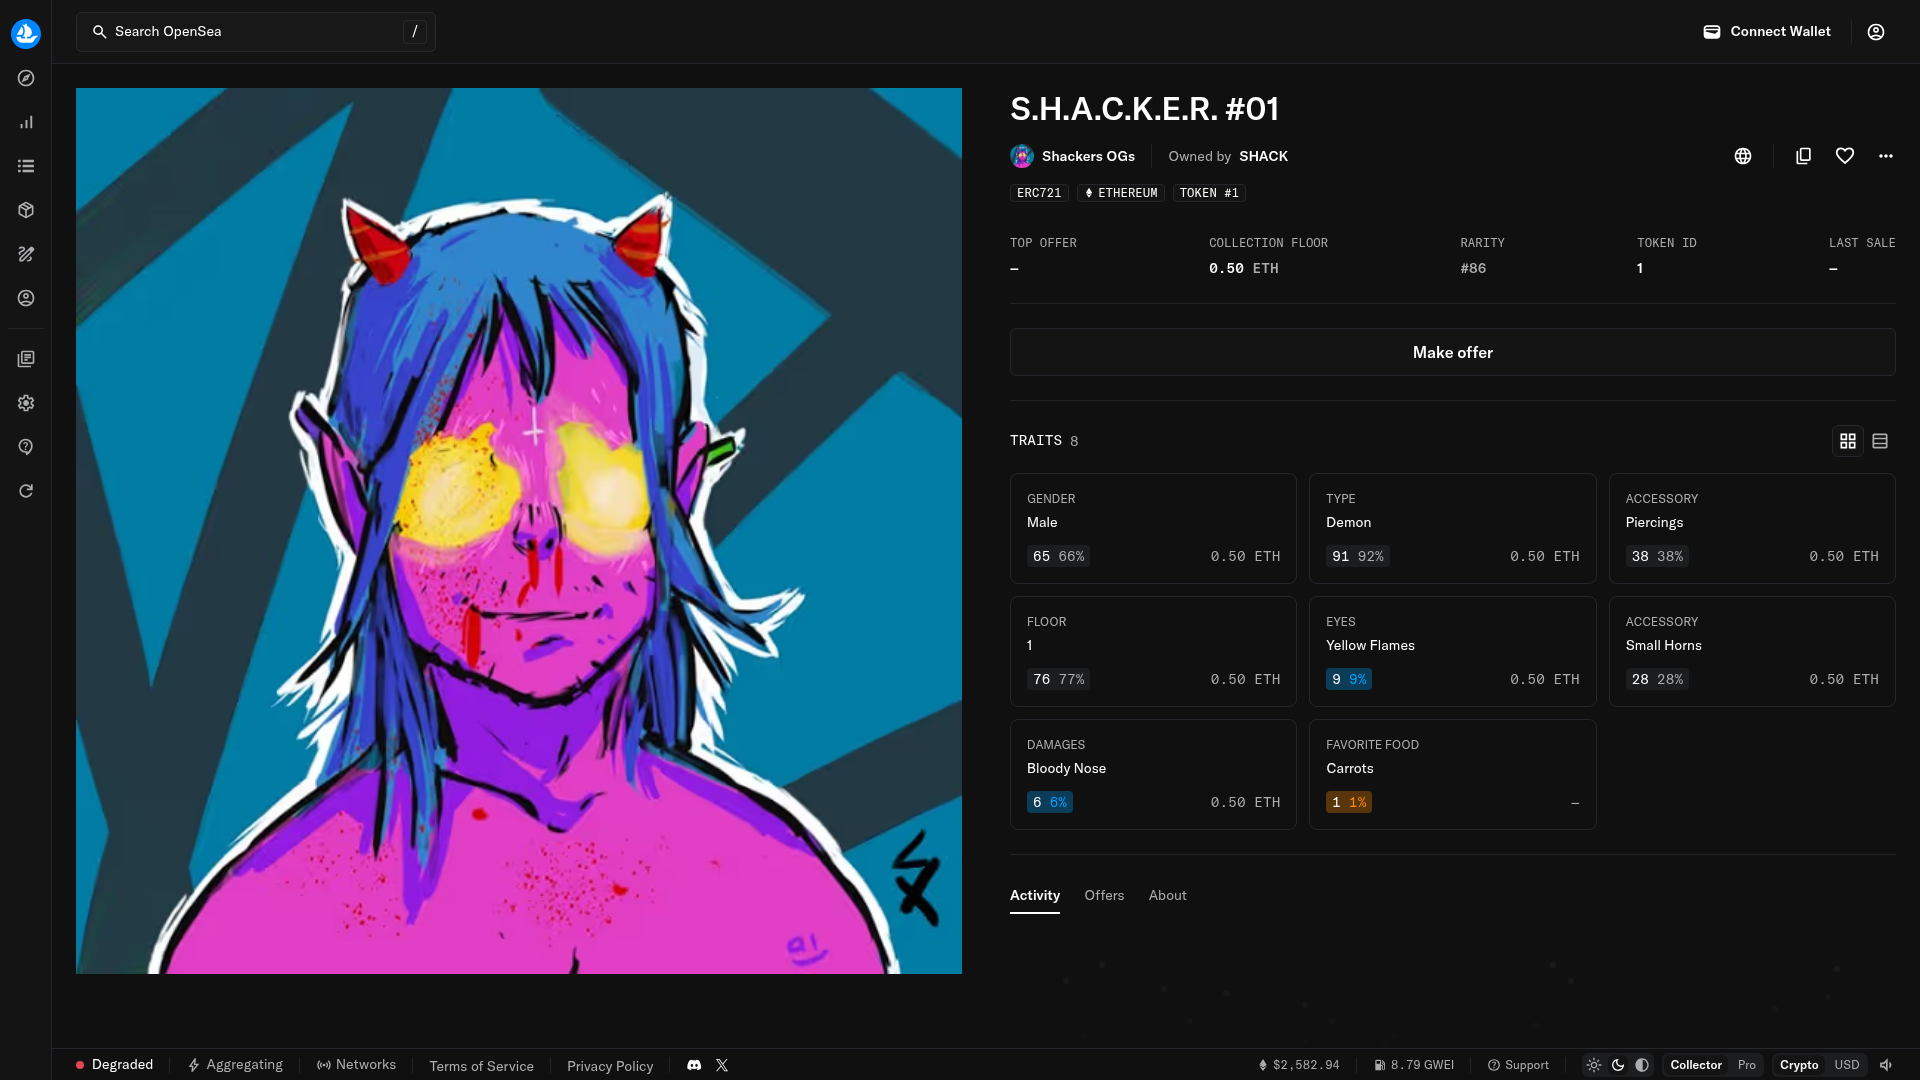 Search OpenSea
/
Connect Wallet
S.H.A.C.K.E.R. #01
Shackers OGs
Owned by SHACK
ERC721
ETHEREUM
TOKEN #1
TOP OFFER
–
COLLECTION FLOOR
0.50 ETH
RARITY
#86
TOKEN ID
1
LAST SALE
–
Make offer
TRAITS 8
GENDER
Male
65 66%
0.50 ETH
TYPE
Demon
91 92%
0.50 ETH
ACCESSORY
Piercings
38 38%
0.50 ETH
FLOOR
1
76 77%
0.50 ETH
EYES
Yellow Flames
9 9%
0.50 ETH
ACCESSORY
Small Horns
28 28%
0.50 ETH
DAMAGES
Bloody Nose
6 6%
0.50 ETH
FAVORITE FOOD
Carrots
1 1%
–
Activity
Offers
About
Degraded
Aggregating
Networks
Terms of Service
Privacy Policy
$2,582.94
8.79 GWEI
Support
Collector
Pro
Crypto
USD